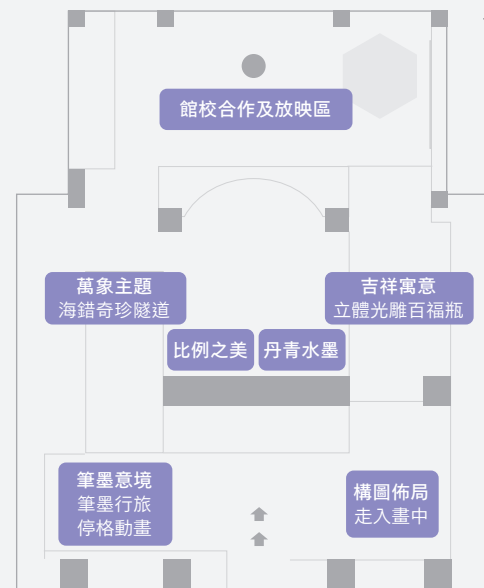 館校合作及放映區
萬象主題
海錯奇珍隧道
吉祥寓意
立體光雕百福瓶
比例之美
丹青水墨
筆墨意境
筆墨行旅
停格動畫
構圖佈局
走入畫中